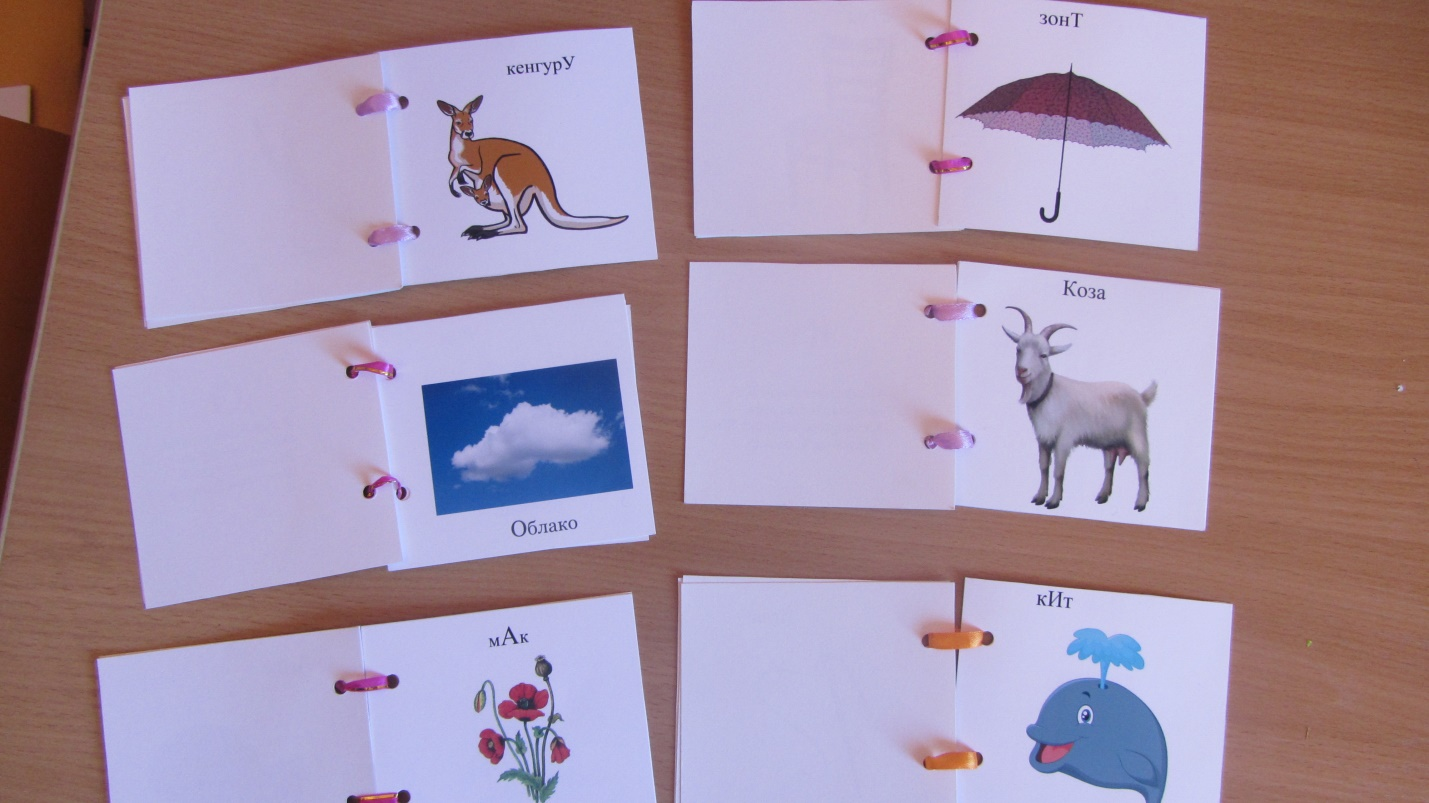 кенгурУ
зонТ
Коза
Облако
мАк
кИт